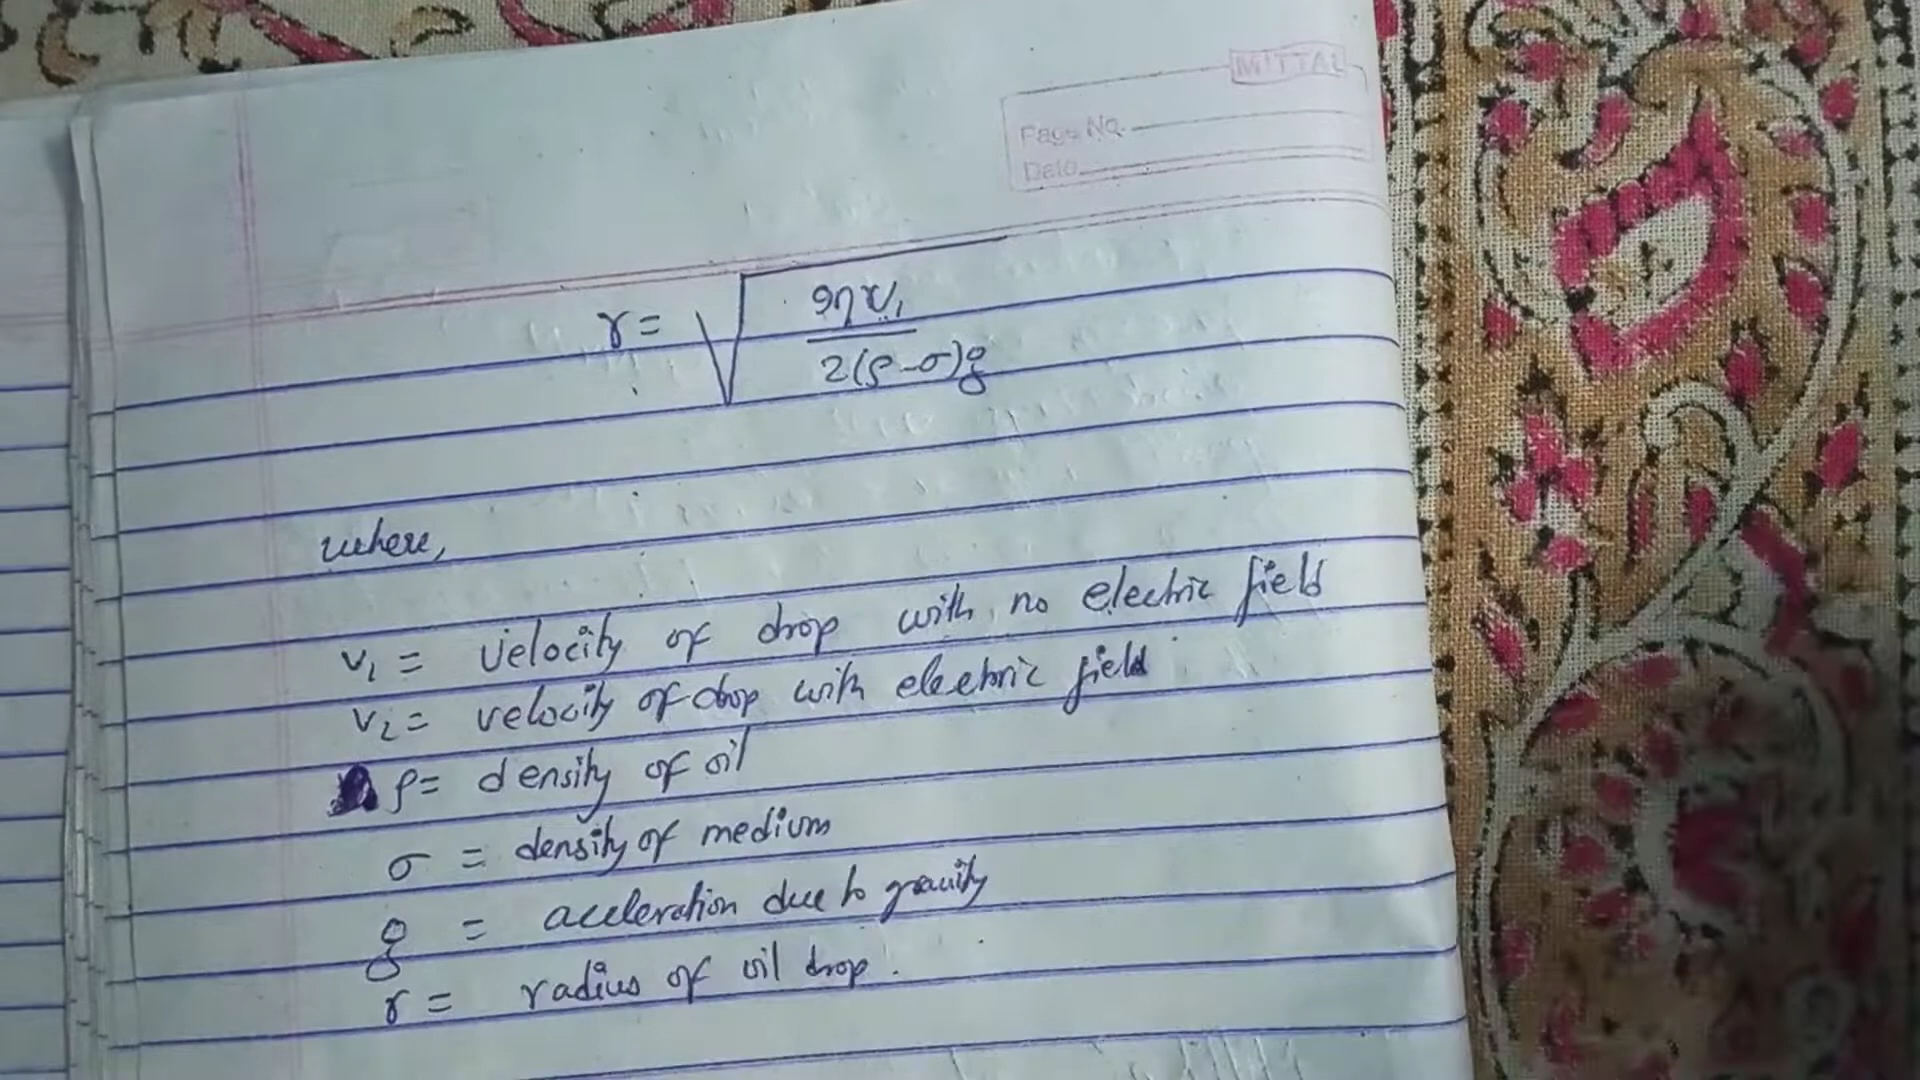 MITTAL
Page No.
Date
r = √(9ηv₁ / 2(ρ-σ)g)
where,
v₁ = velocity of drop with no electric field
v₂ = velocity of drop with electric field
ρ = density of oil
σ = density of medium
g = acceleration due to gravity
r = radius of oil drop.